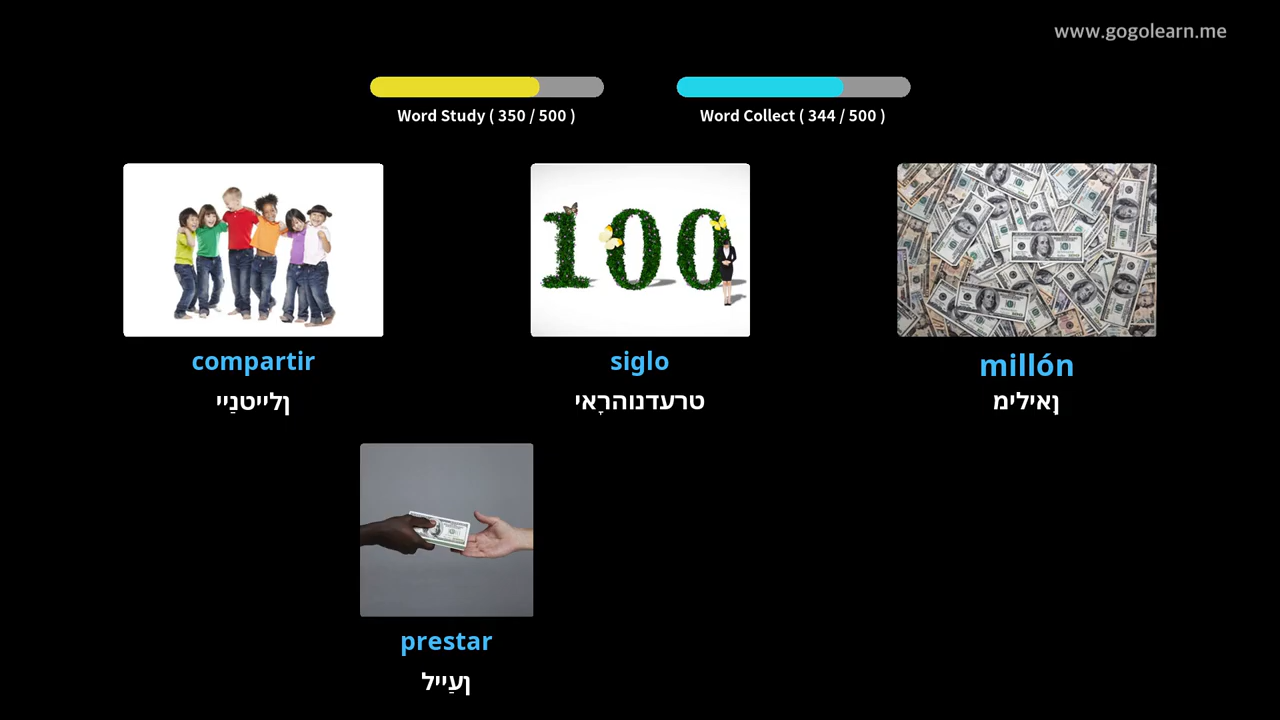 www.gogolearn.me
Word Study ( 350 / 500 )
Word Collect ( 344 / 500 )
compartir
ןלייטנַיי
siglo
טרעדנוהרָאי
millón
ןָאילימ
prestar
ןעַייל